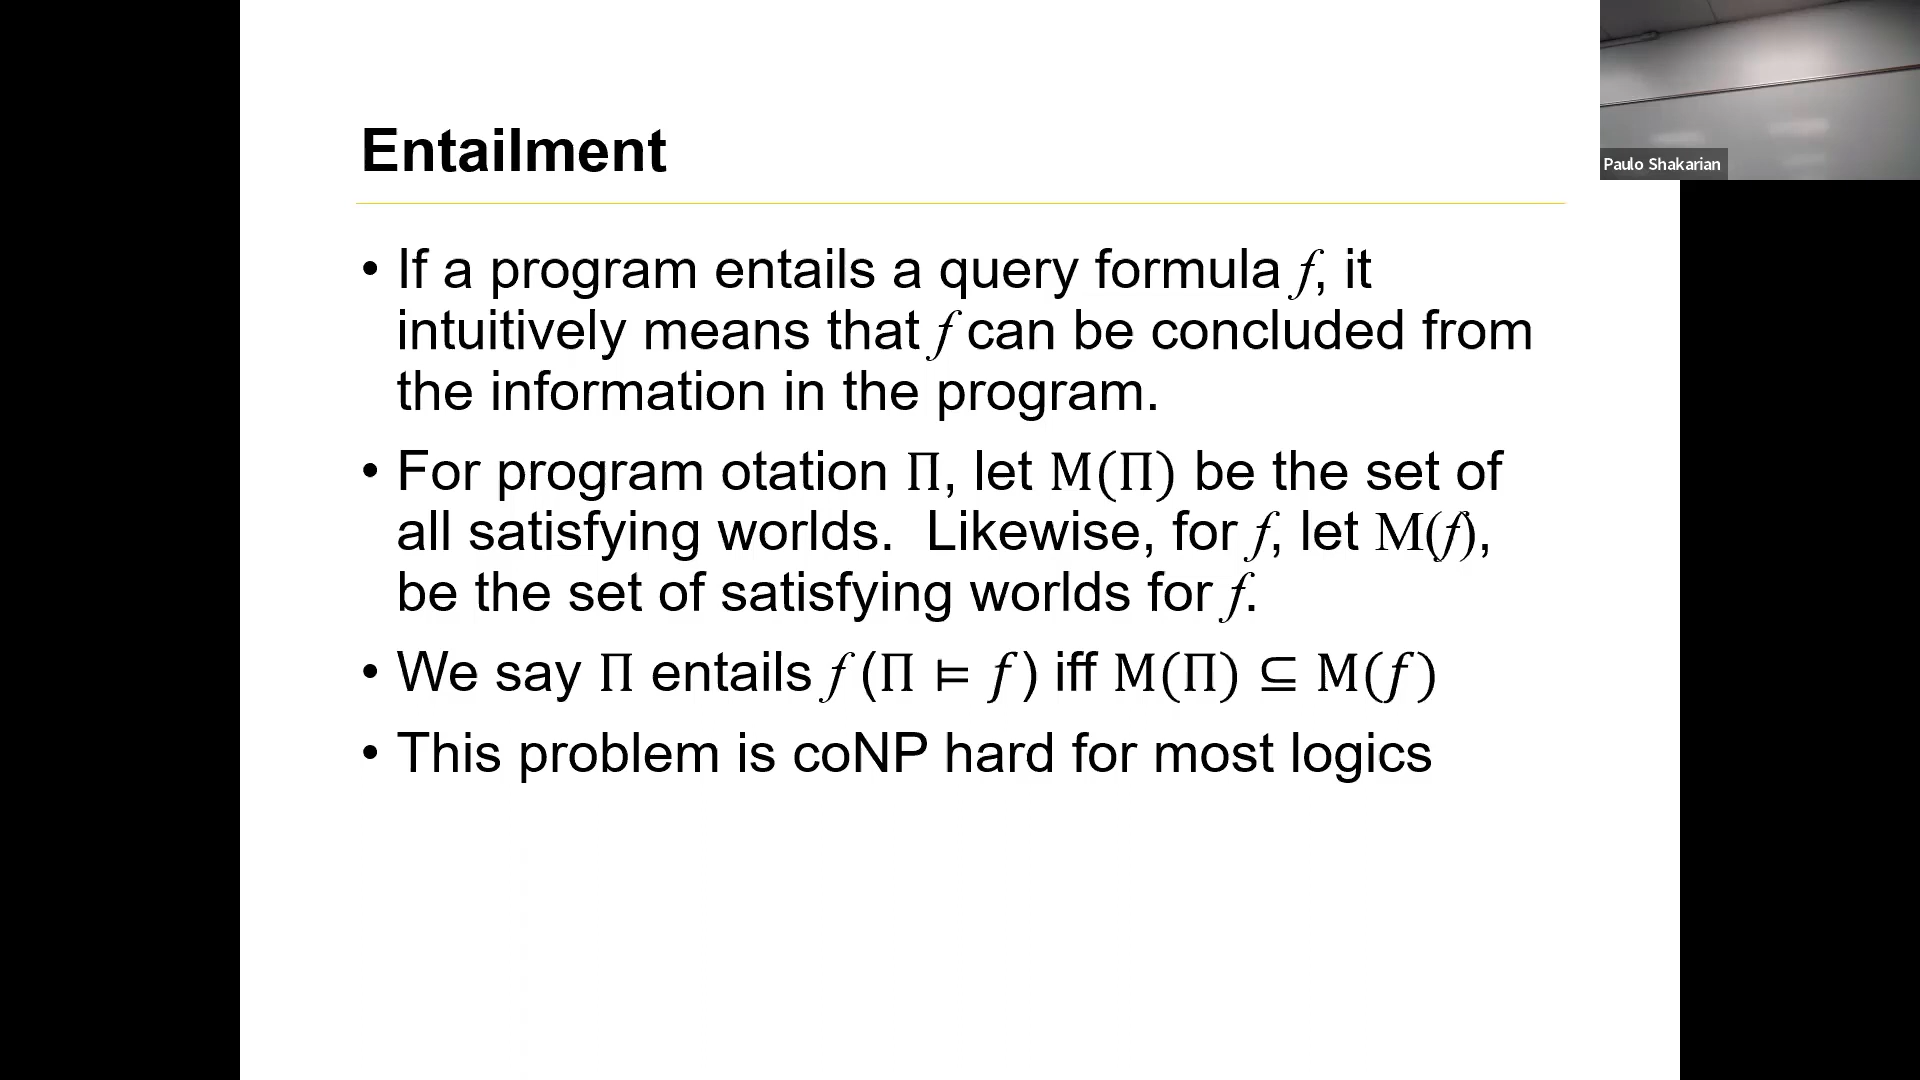 Entailment
• If a program entails a query formula f, it
intuitively means that f can be concluded from
the information in the program.
• For program otation Π, let M(Π) be the set of
all satisfying worlds.  Likewise, for f, let M(f),
be the set of satisfying worlds for f.
• We say Π entails f (Π ⊨ f) iff M(Π) ⊆ M(f)
• This problem is coNP hard for most logics
Paulo Shakarian